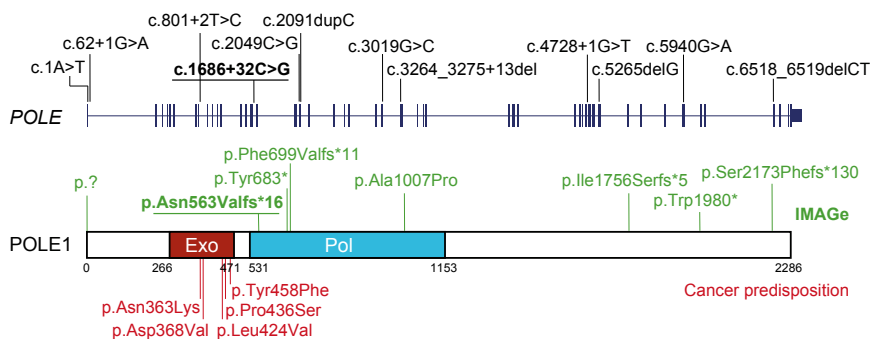 c.801+2T>C
c.2091dupC
c.62+1G>A
c.2049C>G
c.3019G>C
c.4728+1G>T
c.5940G>A
c.1A>T
c.1686+32C>G
c.3264_3275+13del
c.5265delG
c.6518_6519delCT
POLE
p.Phe699Valfs*11
p.?
p.Tyr683*
p.Ala1007Pro
p.Ile1756Serfs*5
p.Ser2173Phefs*130
p.Asn563Valfs*16
p.Trp1980*
IMAGe
POLE1
Exo
Pol
0
266
471
531
1153
2286
p.Tyr458Phe
Cancer predisposition
p.Asn363Lys
p.Pro436Ser
p.Asp368Val
p.Leu424Val